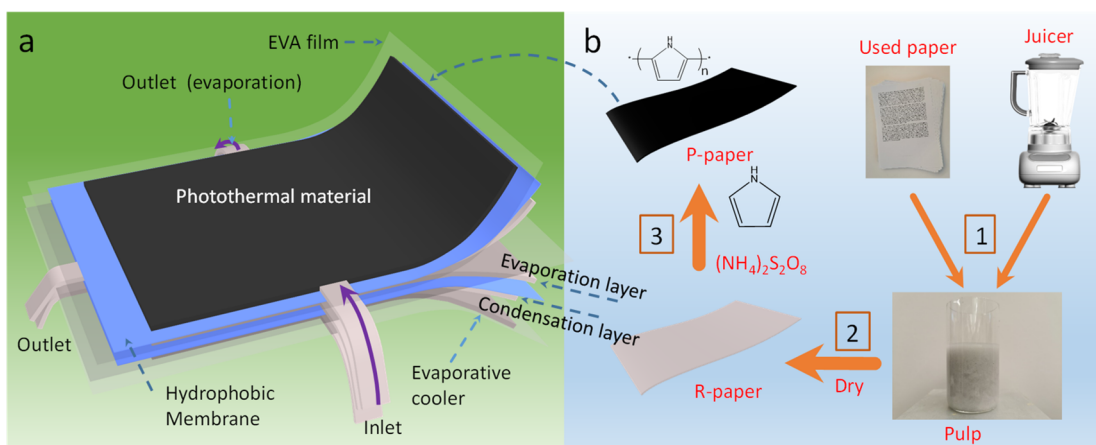 a
EVA film
Outlet (evaporation)
Photothermal material
Outlet
Hydrophobic
Membrane
Inlet
Evaporative
cooler
Evaporation layer
Condensation layer
b
H
N
n
P-paper
Used paper
Juicer
H
N
3
(NH4)2S2O8
1
R-paper
2
Dry
Pulp